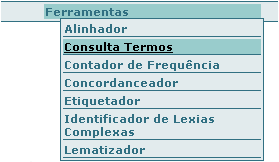 Ferramentas
Alinhador
Consulta Termos
Contador de Frequência
Concordanceador
Etiquetador
Identificador de Lexias
Complexas
Lematizador